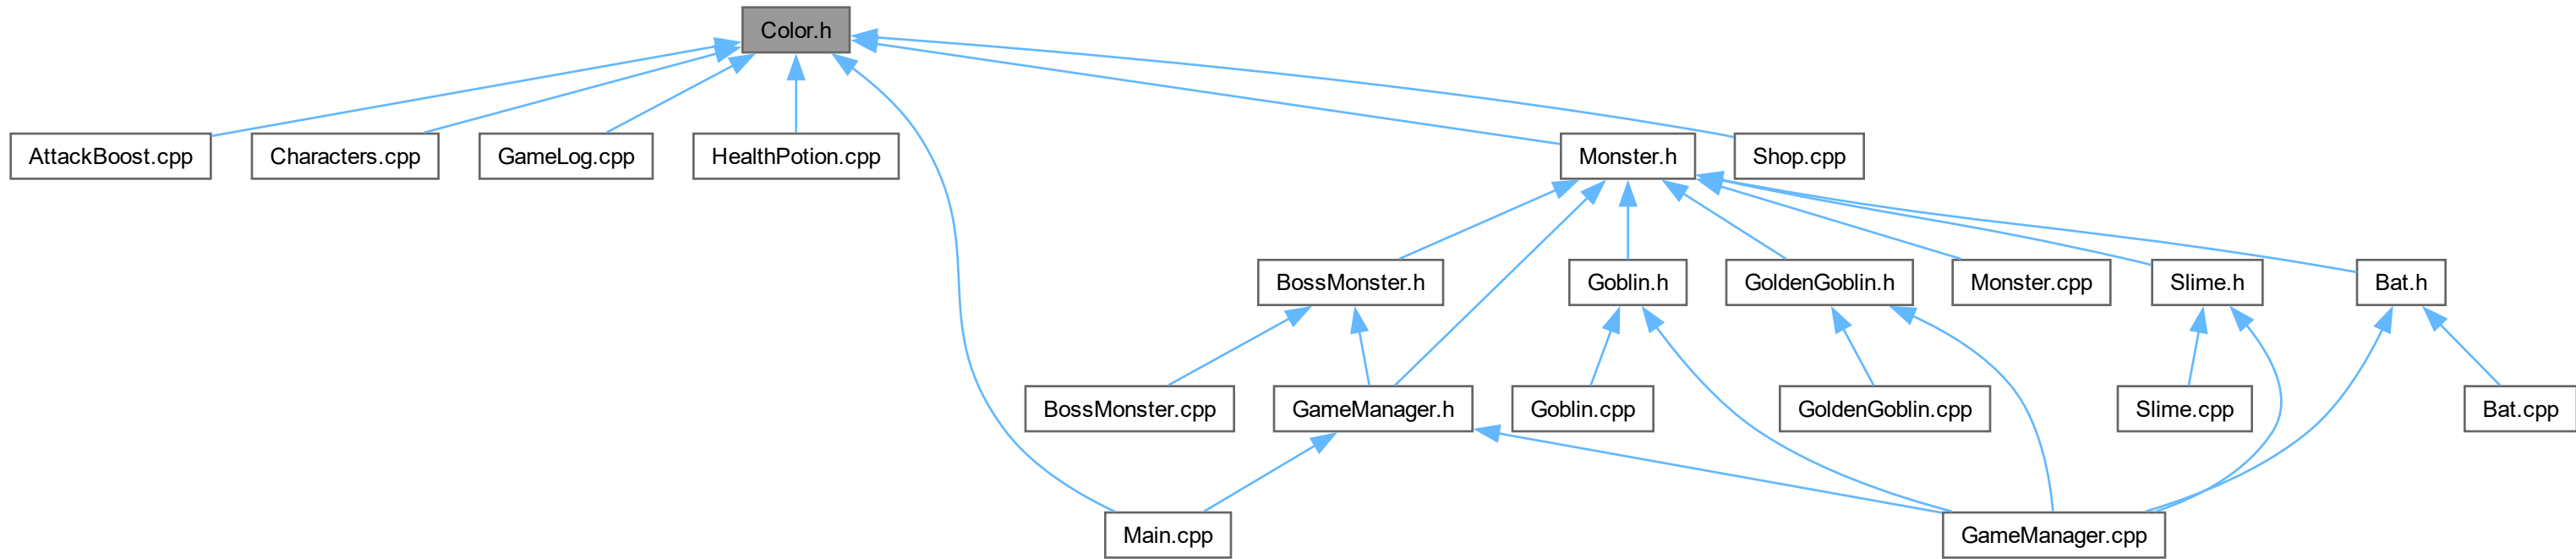 Color.h
AttackBoost.cpp
Characters.cpp
GameLog.cpp
HealthPotion.cpp
Monster.h
Shop.cpp
BossMonster.h
Goblin.h
GoldenGoblin.h
Monster.cpp
Slime.h
Bat.h
BossMonster.cpp
GameManager.h
Goblin.cpp
GoldenGoblin.cpp
Slime.cpp
Bat.cpp
Main.cpp
GameManager.cpp